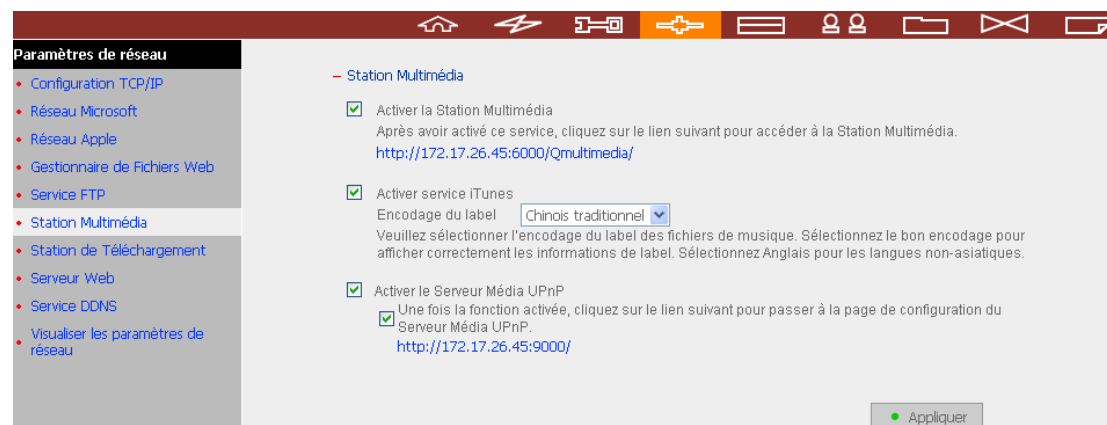 Paramètres de réseau
Configuration TCP/IP
Réseau Microsoft
Réseau Apple
Gestionnaire de Fichiers Web
Service FTP
Station Multimédia
Station de Téléchargement
Serveur Web
Service DDNS
Visualiser les paramètres de
réseau
– Station Multimédia
Activer la Station Multimédia
Après avoir activé ce service, cliquez sur le lien suivant pour accéder à la Station Multimédia.
http://172.17.26.45:6000/Qmultimedia/
Activer service iTunes
Encodage du label Chinois traditionnel
Veuillez sélectionner l'encodage du label des fichiers de musique. Sélectionnez le bon encodage pour
afficher correctement les informations de label. Sélectionnez Anglais pour les langues non-asiatiques.
Activer le Serveur Média UPnP
Une fois la fonction activée, cliquez sur le lien suivant pour passer à la page de configuration du
Serveur Média UPnP.
http://172.17.26.45:9000/
Appliquer